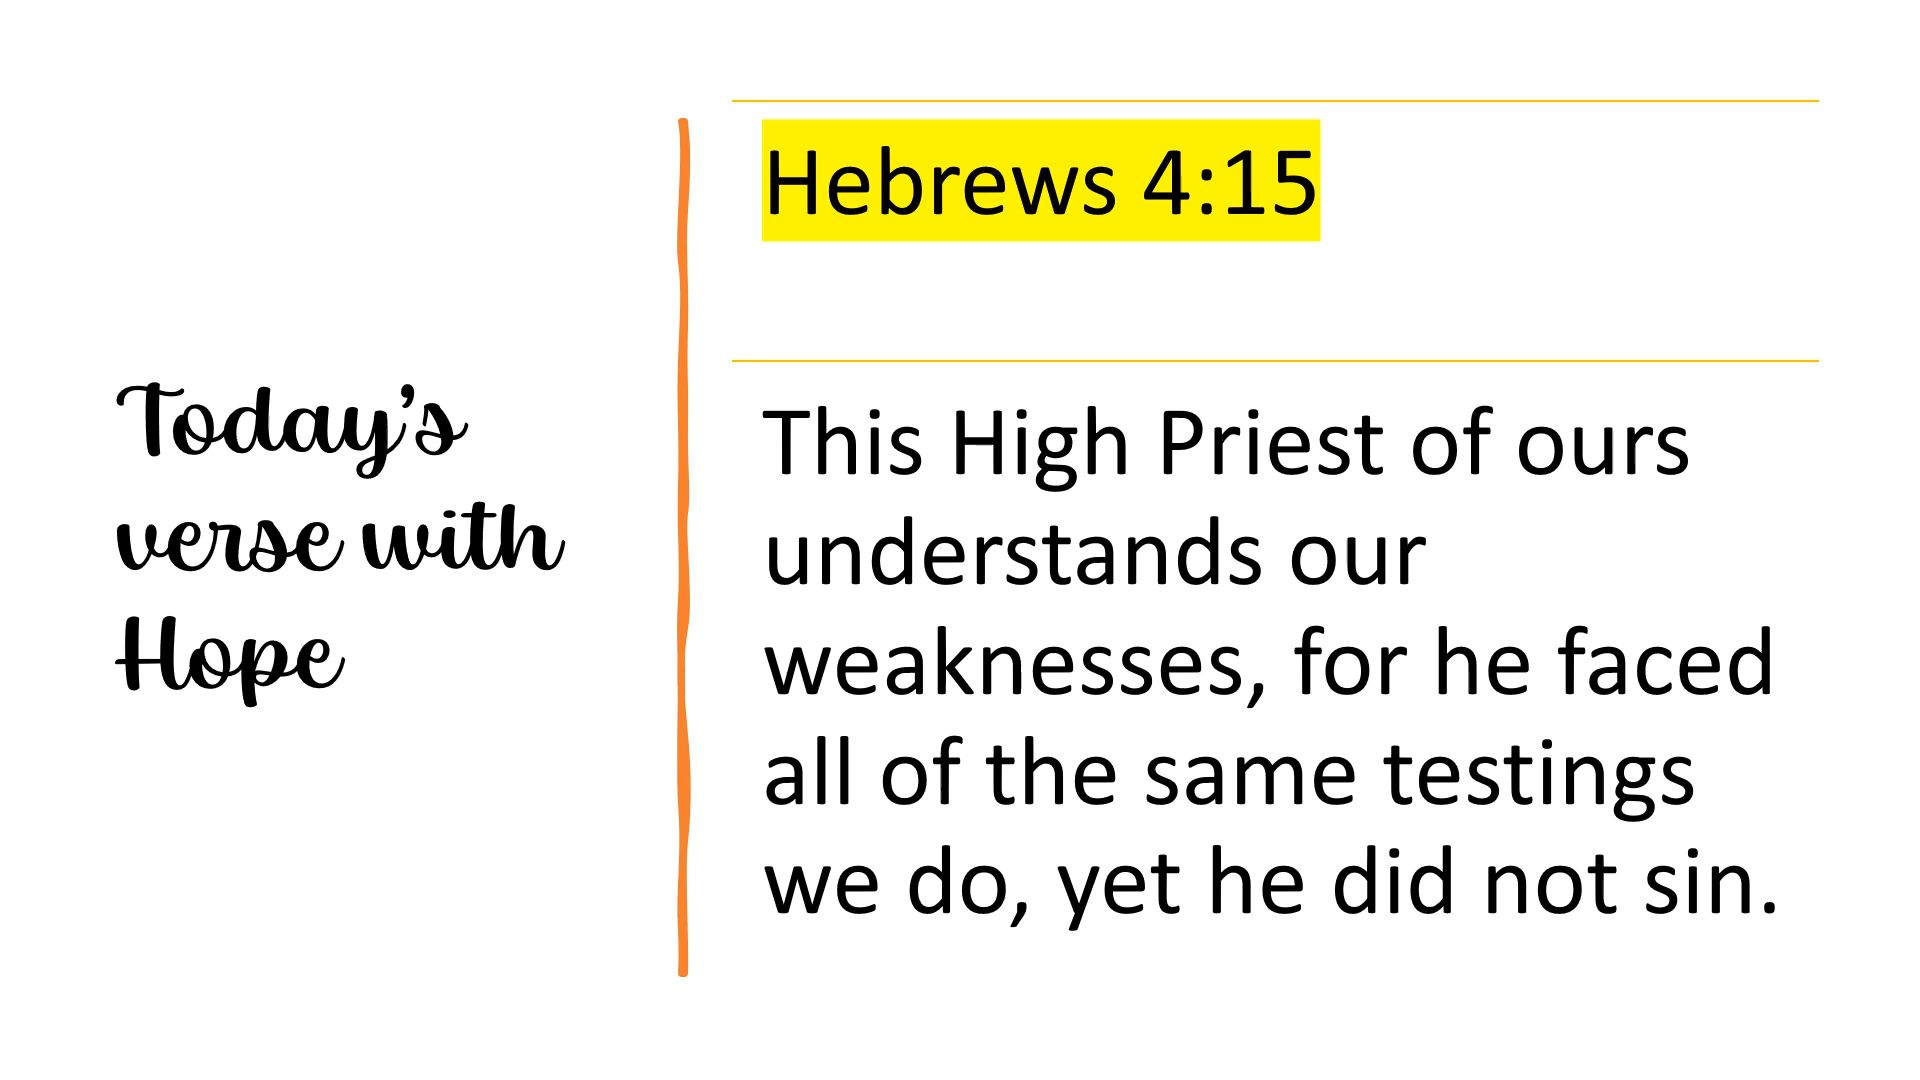 Today’s
verse with
Hope
Hebrews 4:15
This High Priest of ours
understands our
weaknesses, for he faced
all of the same testings
we do, yet he did not sin.